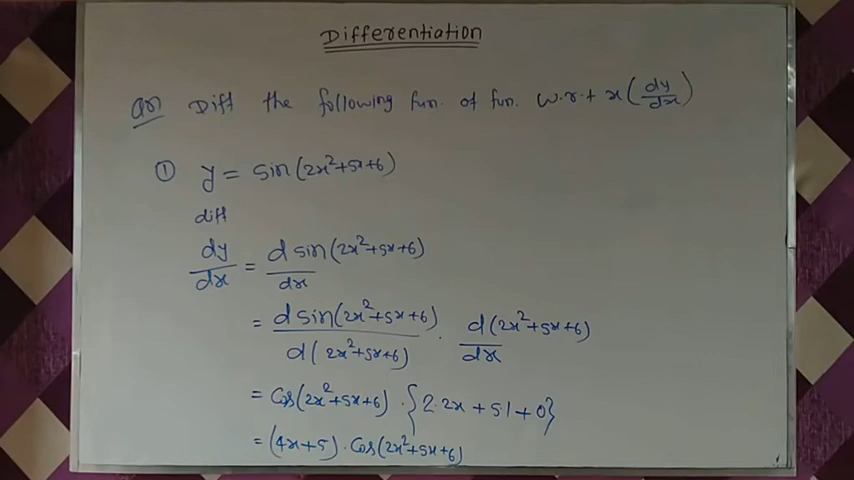 Differentiation
Qn Diff the following fun. of fun. w.r.t x (dy/dx)
① y = sin(2x²+5x+6)
diff
dy/dx = d sin(2x²+5x+6)/dx
= d sin(2x²+5x+6)/d(2x²+5x+6) · d(2x²+5x+6)/dx
= Cos(2x²+5x+6) · {2·2x + 5·1 + 0}
= (4x+5) · Cos(2x²+5x+6)